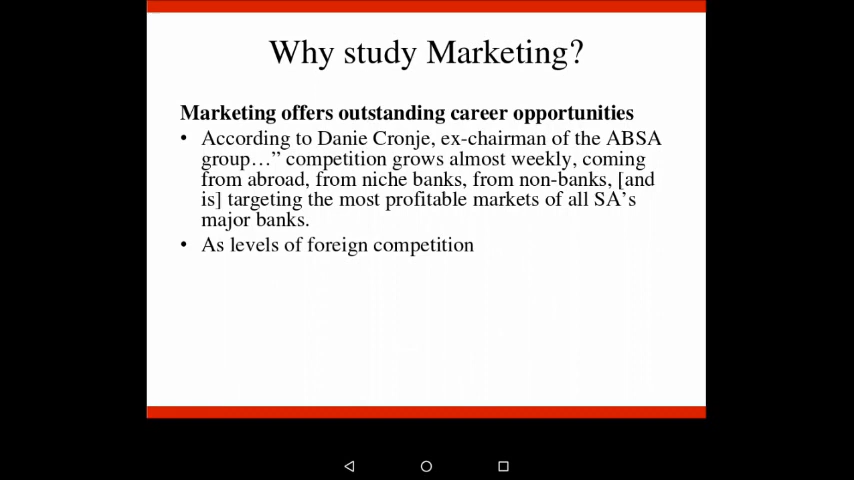 Why study Marketing?
Marketing offers outstanding career opportunities
• According to Danie Cronje, ex-chairman of the ABSA
group…” competition grows almost weekly, coming
from abroad, from niche banks, from non-banks, [and
is] targeting the most profitable markets of all SA’s
major banks.
• As levels of foreign competition